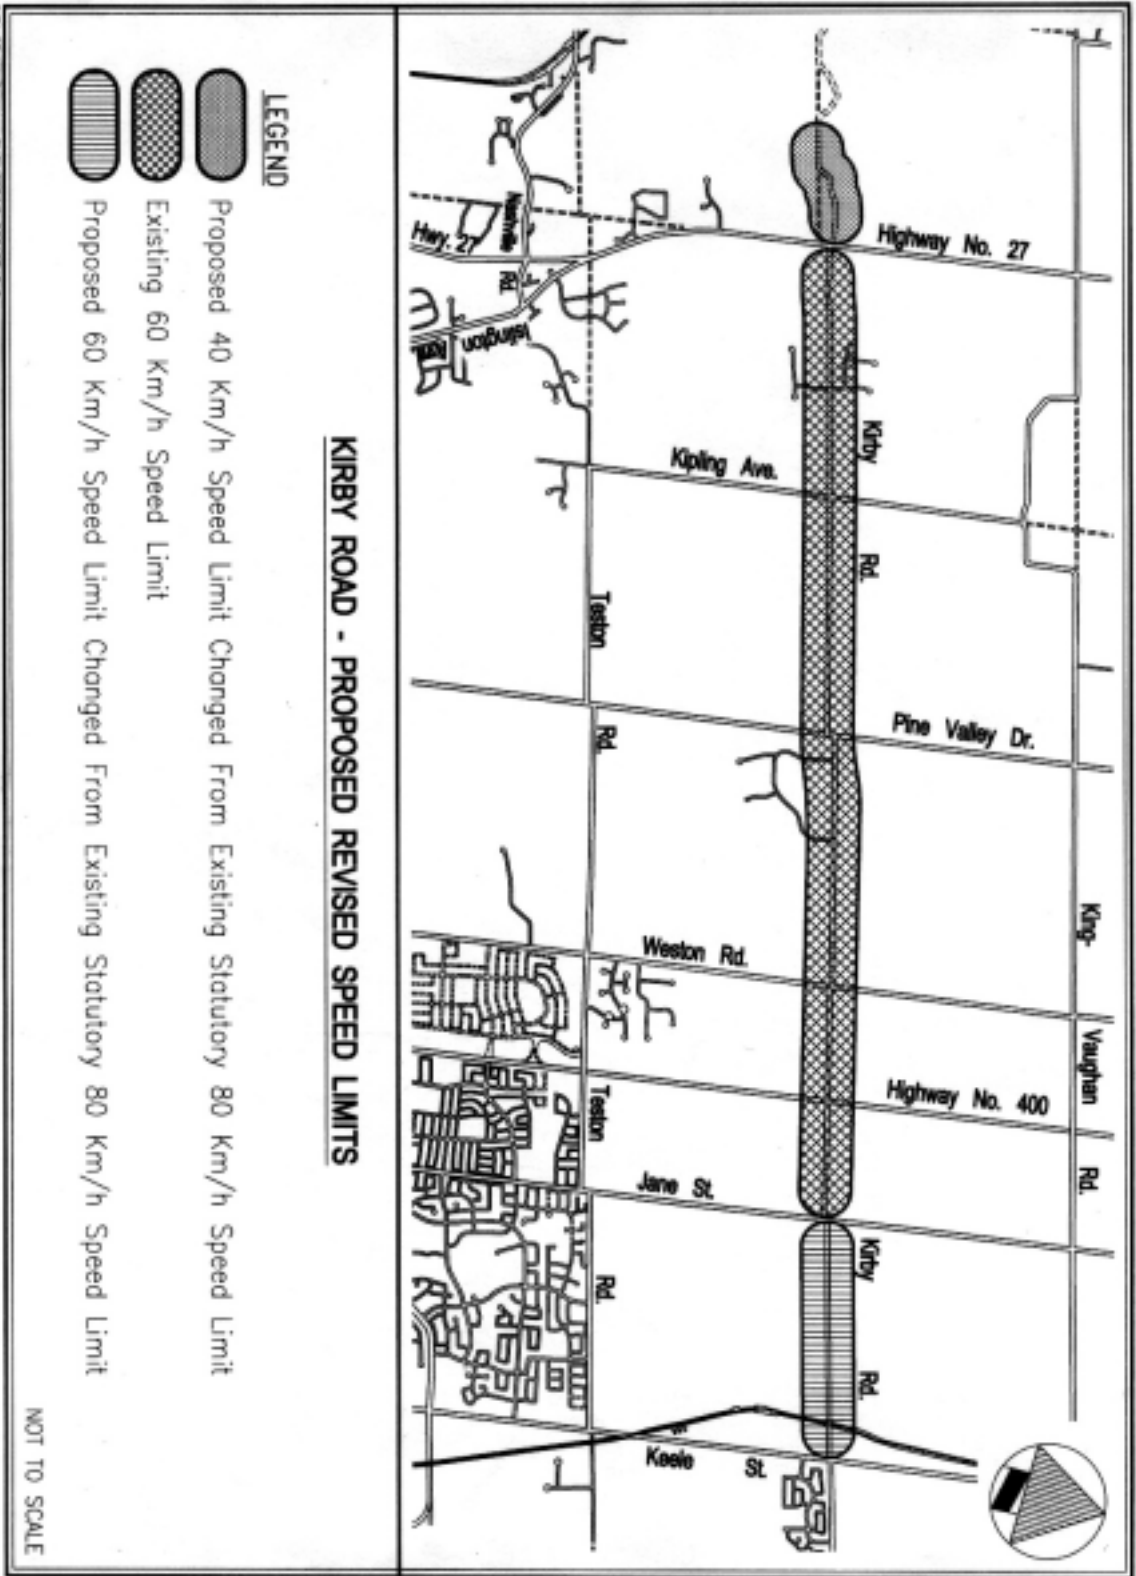 Highway No. 27
Kirby
Rd.
Kipling Ave.
Pine Valley Dr.
King-
Vaughan
Rd.
Weston Rd.
Highway No. 400
Jane St.
Kirby
Rd.
Keele St.
Nashville
Rd.
Hwy. 27
Islington
Teston
Rd.
Teston
Rd.
KIRBY ROAD - PROPOSED REVISED SPEED LIMITS
LEGEND
Proposed 40 Km/h Speed Limit Changed From Existing Statutory 80 Km/h Speed Limit
Existing 60 Km/h Speed Limit
Proposed 60 Km/h Speed Limit Changed From Existing Statutory 80 Km/h Speed Limit
NOT TO SCALE